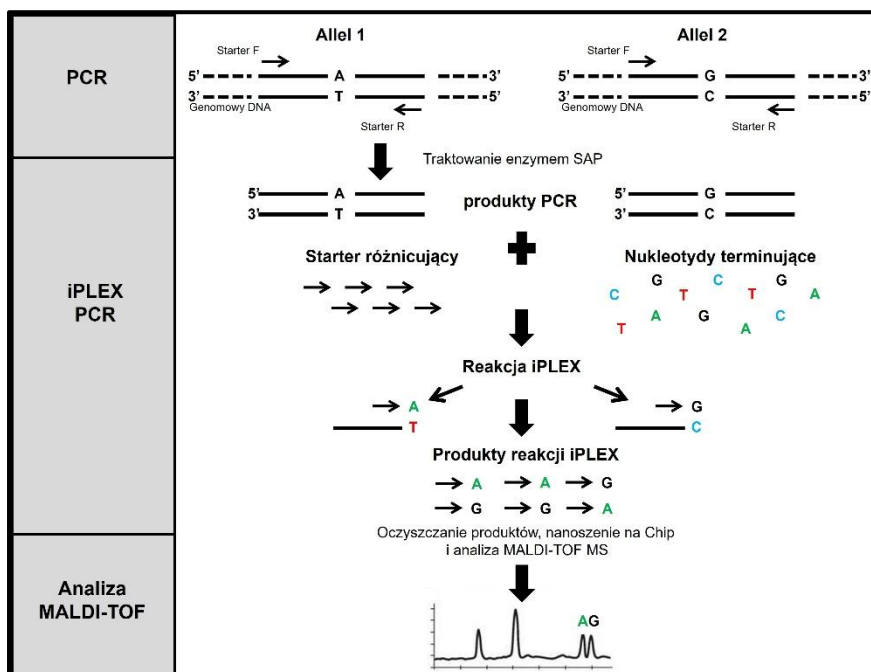 PCR
Allel 1
Allel 2
Starter F
Starter F
5’ A 3’
3’ T 5’
Genomowy DNA
Starter R
5’ G 3’
3’ C 5’
Genomowy DNA
Starter R
iPLEX
PCR
Traktowanie enzymem SAP
5’ A
3’ T
produkty PCR
5’ G
3’ C
Starter różnicujący
Nukleotydy terminujące
C G T C T G A
T A G A C
Reakcja iPLEX
A
T
G
C
Produkty reakcji iPLEX
A A G
G G A
Oczyszczanie produktów, nanoszenie na Chip
i analiza MALDI-TOF MS
Analiza
MALDI-TOF
AG